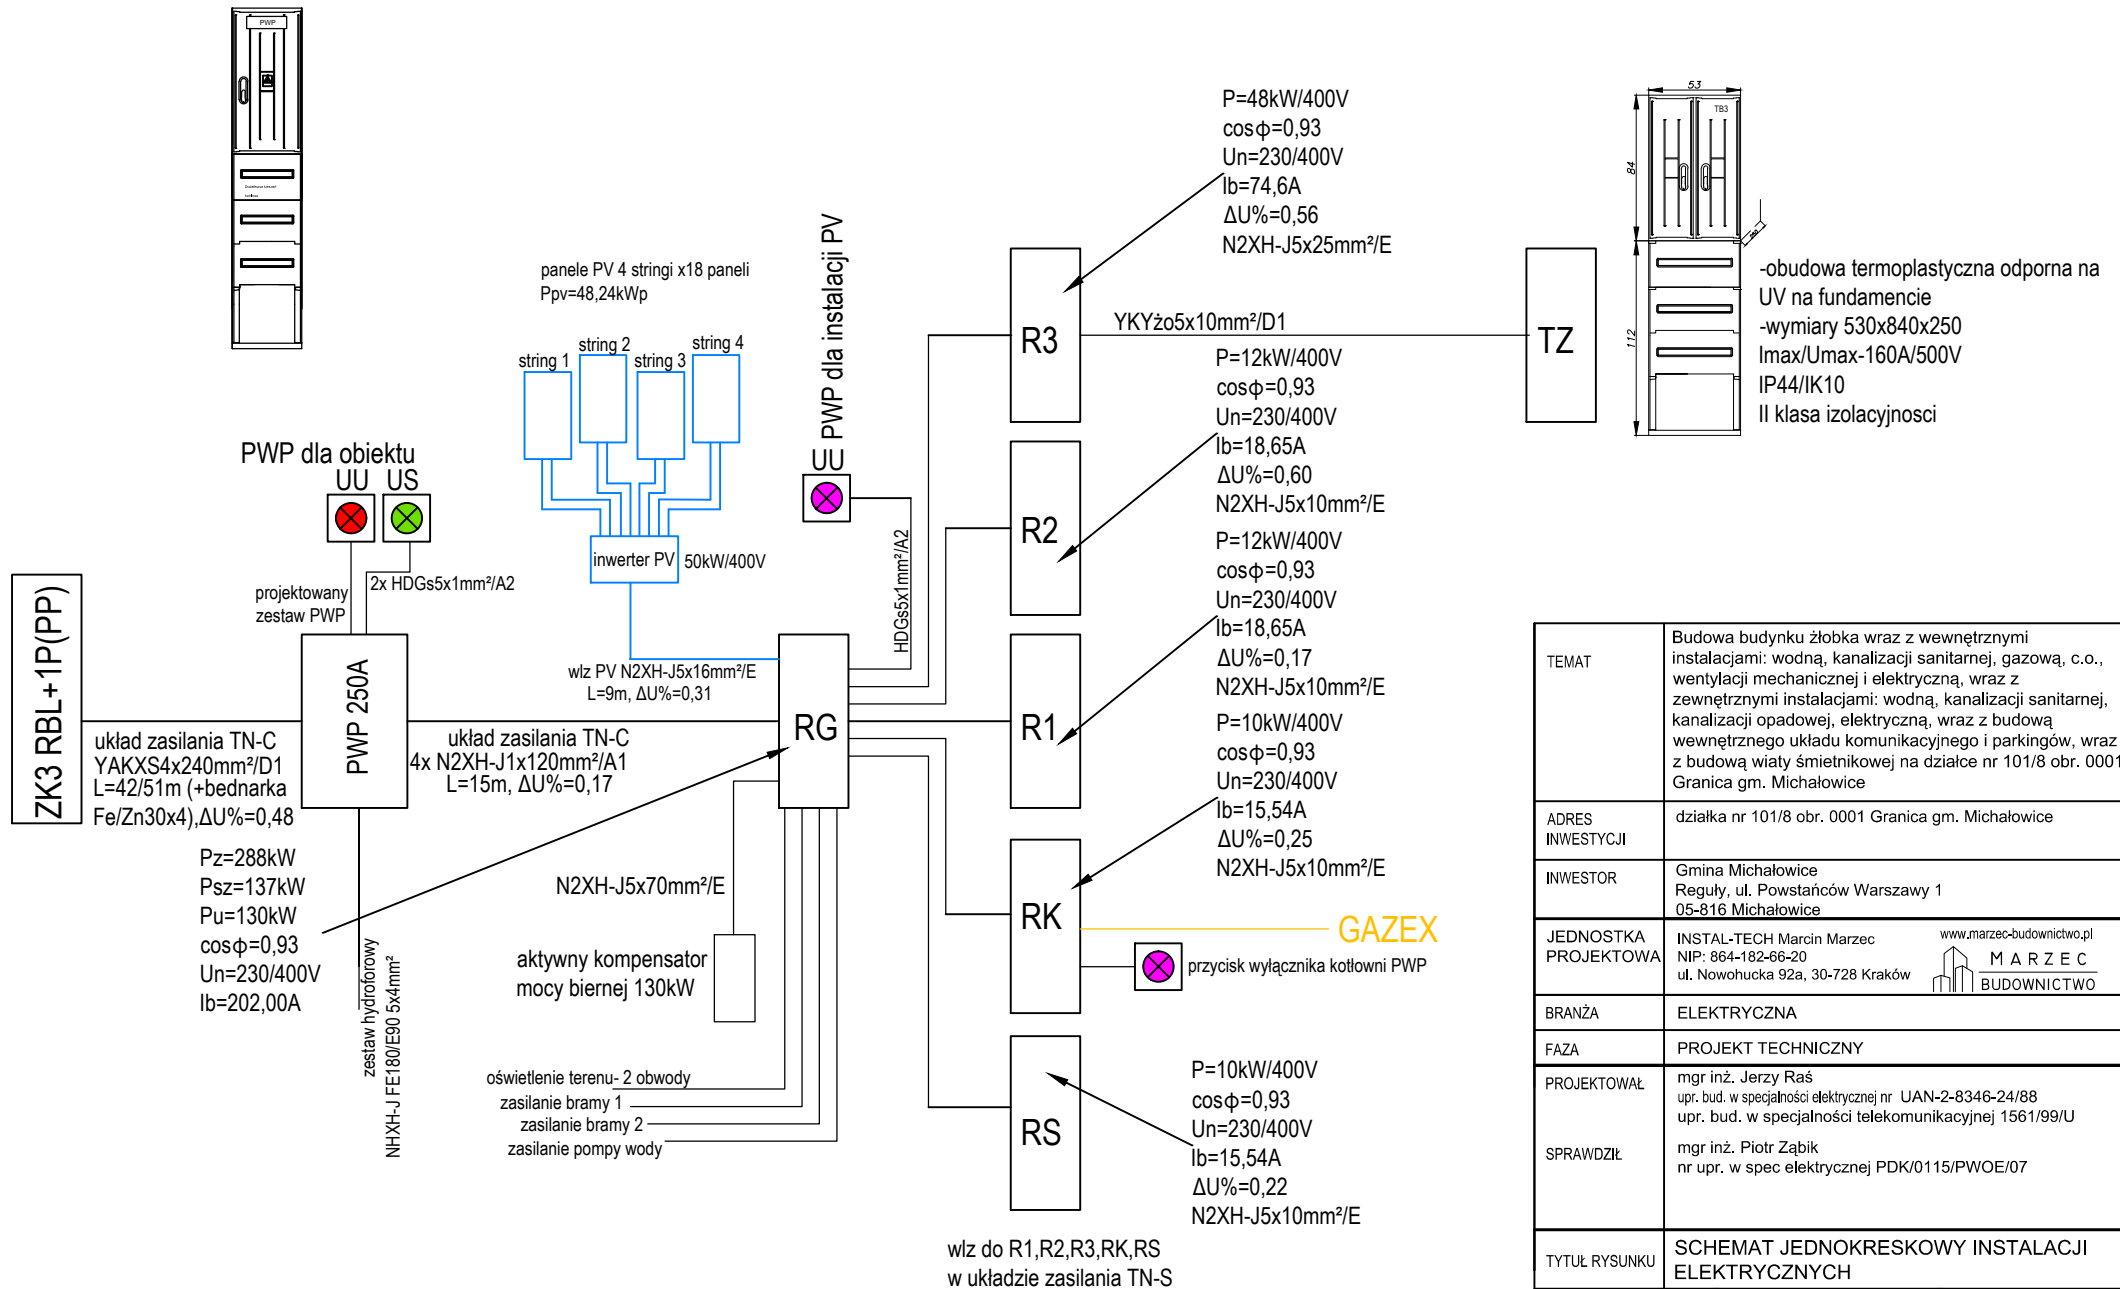 PWP
P=48kW/400V
cosϕ=0,93
Un=230/400V
Ib=74,6A
ΔU%=0,56
N2XH-J5x25mm²/E
53
TB3
84
112
-obudowa termoplastyczna odporna na
UV na fundamencie
-wymiary 530x840x250
Imax/Umax-160A/500V
IP44/IK10
II klasa izolacyjnosci
panele PV 4 stringi x18 paneli
Ppv=48,24kWp
string 1
string 2
string 3
string 4
inwerter PV
50kW/400V
UU PWP dla instalacji PV
HDGs5x1mm²/A2
PWP dla obiektu
UU US
projektowany
zestaw PWP
2x HDGs5x1mm²/A2
ZK3 RBL+1P(PP)
PWP 250A
układ zasilania TN-C
YAKXS4x240mm²/D1
L=42/51m (+bednarka
Fe/Zn30x4),ΔU%=0,48
układ zasilania TN-C
4x N2XH-J1x120mm²/A1
L=15m, ΔU%=0,17
wlz PV N2XH-J5x16mm²/E
L=9m, ΔU%=0,31
RG
Pz=288kW
Psz=137kW
Pu=130kW
cosϕ=0,93
Un=230/400V
Ib=202,00A
zestaw hydroforowy
NHXH-J FE180/E90 5x4mm²
N2XH-J5x70mm²/E
aktywny kompensator
mocy biernej 130kW
oświetlenie terenu- 2 obwody
zasilanie bramy 1
zasilanie bramy 2
zasilanie pompy wody
R3
YKYżo5x10mm²/D1
TZ
P=12kW/400V
cosϕ=0,93
Un=230/400V
Ib=18,65A
ΔU%=0,60
N2XH-J5x10mm²/E
R2
P=12kW/400V
cosϕ=0,93
Un=230/400V
Ib=18,65A
ΔU%=0,17
N2XH-J5x10mm²/E
R1
P=10kW/400V
cosϕ=0,93
Un=230/400V
Ib=15,54A
ΔU%=0,25
N2XH-J5x10mm²/E
RK
GAZEX
przycisk wyłącznika kotłowni PWP
RS
P=10kW/400V
cosϕ=0,93
Un=230/400V
Ib=15,54A
ΔU%=0,22
N2XH-J5x10mm²/E
wlz do R1,R2,R3,RK,RS
w układzie zasilania TN-S
TEMAT
Budowa budynku żłobka wraz z wewnętrznymi
instalacjami: wodną, kanalizacji sanitarnej, gazową, c.o.,
wentylacji mechanicznej i elektryczną, wraz z
zewnętrznymi instalacjami: wodną, kanalizacji sanitarnej,
kanalizacji opadowej, elektryczną, wraz z budową
wewnętrznego układu komunikacyjnego i parkingów, wraz
z budową wiaty śmietnikowej na działce nr 101/8 obr. 0001
Granica gm. Michałowice
ADRES
INWESTYCJI
działka nr 101/8 obr. 0001 Granica gm. Michałowice
INWESTOR
Gmina Michałowice
Reguły, ul. Powstańców Warszawy 1
05-816 Michałowice
JEDNOSTKA
PROJEKTOWA
INSTAL-TECH Marcin Marzec
NIP: 864-182-66-20
ul. Nowohucka 92a, 30-728 Kraków
www.marzec-budownictwo.pl
MARZEC
BUDOWNICTWO
BRANŻA
ELEKTRYCZNA
FAZA
PROJEKT TECHNICZNY
PROJEKTOWAŁ
mgr inż. Jerzy Raś
upr. bud. w specjalności elektrycznej nr UAN-2-8346-24/88
upr. bud. w specjalności telekomunikacyjnej 1561/99/U
SPRAWDZIŁ
mgr inż. Piotr Ząbik
nr upr. w spec elektrycznej PDK/0115/PWOE/07
TYTUŁ RYSUNKU
SCHEMAT JEDNOKRESKOWY INSTALACJI
ELEKTRYCZNYCH